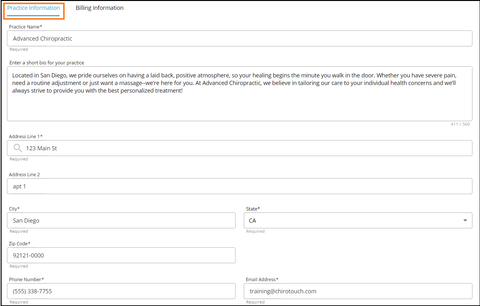 Practice Information Billing Information
Practice Name*
Advanced Chiropractic
Required
Enter a short bio for your practice
Located in San Diego, we pride ourselves on having a laid back, positive atmosphere, so your healing begins the minute you walk in the door. Whether you have severe pain,
need a routine adjustment or just want a massage--we're here for you. At Advanced Chiropractic, we believe in tailoring our care to your individual health concerns and we'll
always strive to provide you with the best personalized treatment!
411 / 500
Address Line 1*
123 Main St
Required
Address Line 2
apt 1
City* State*
San Diego CA
Required Required
Zip Code*
92121-0000
Required
Phone Number* Email Address*
(555) 338-7755 training@chirotouch.com
Required Required